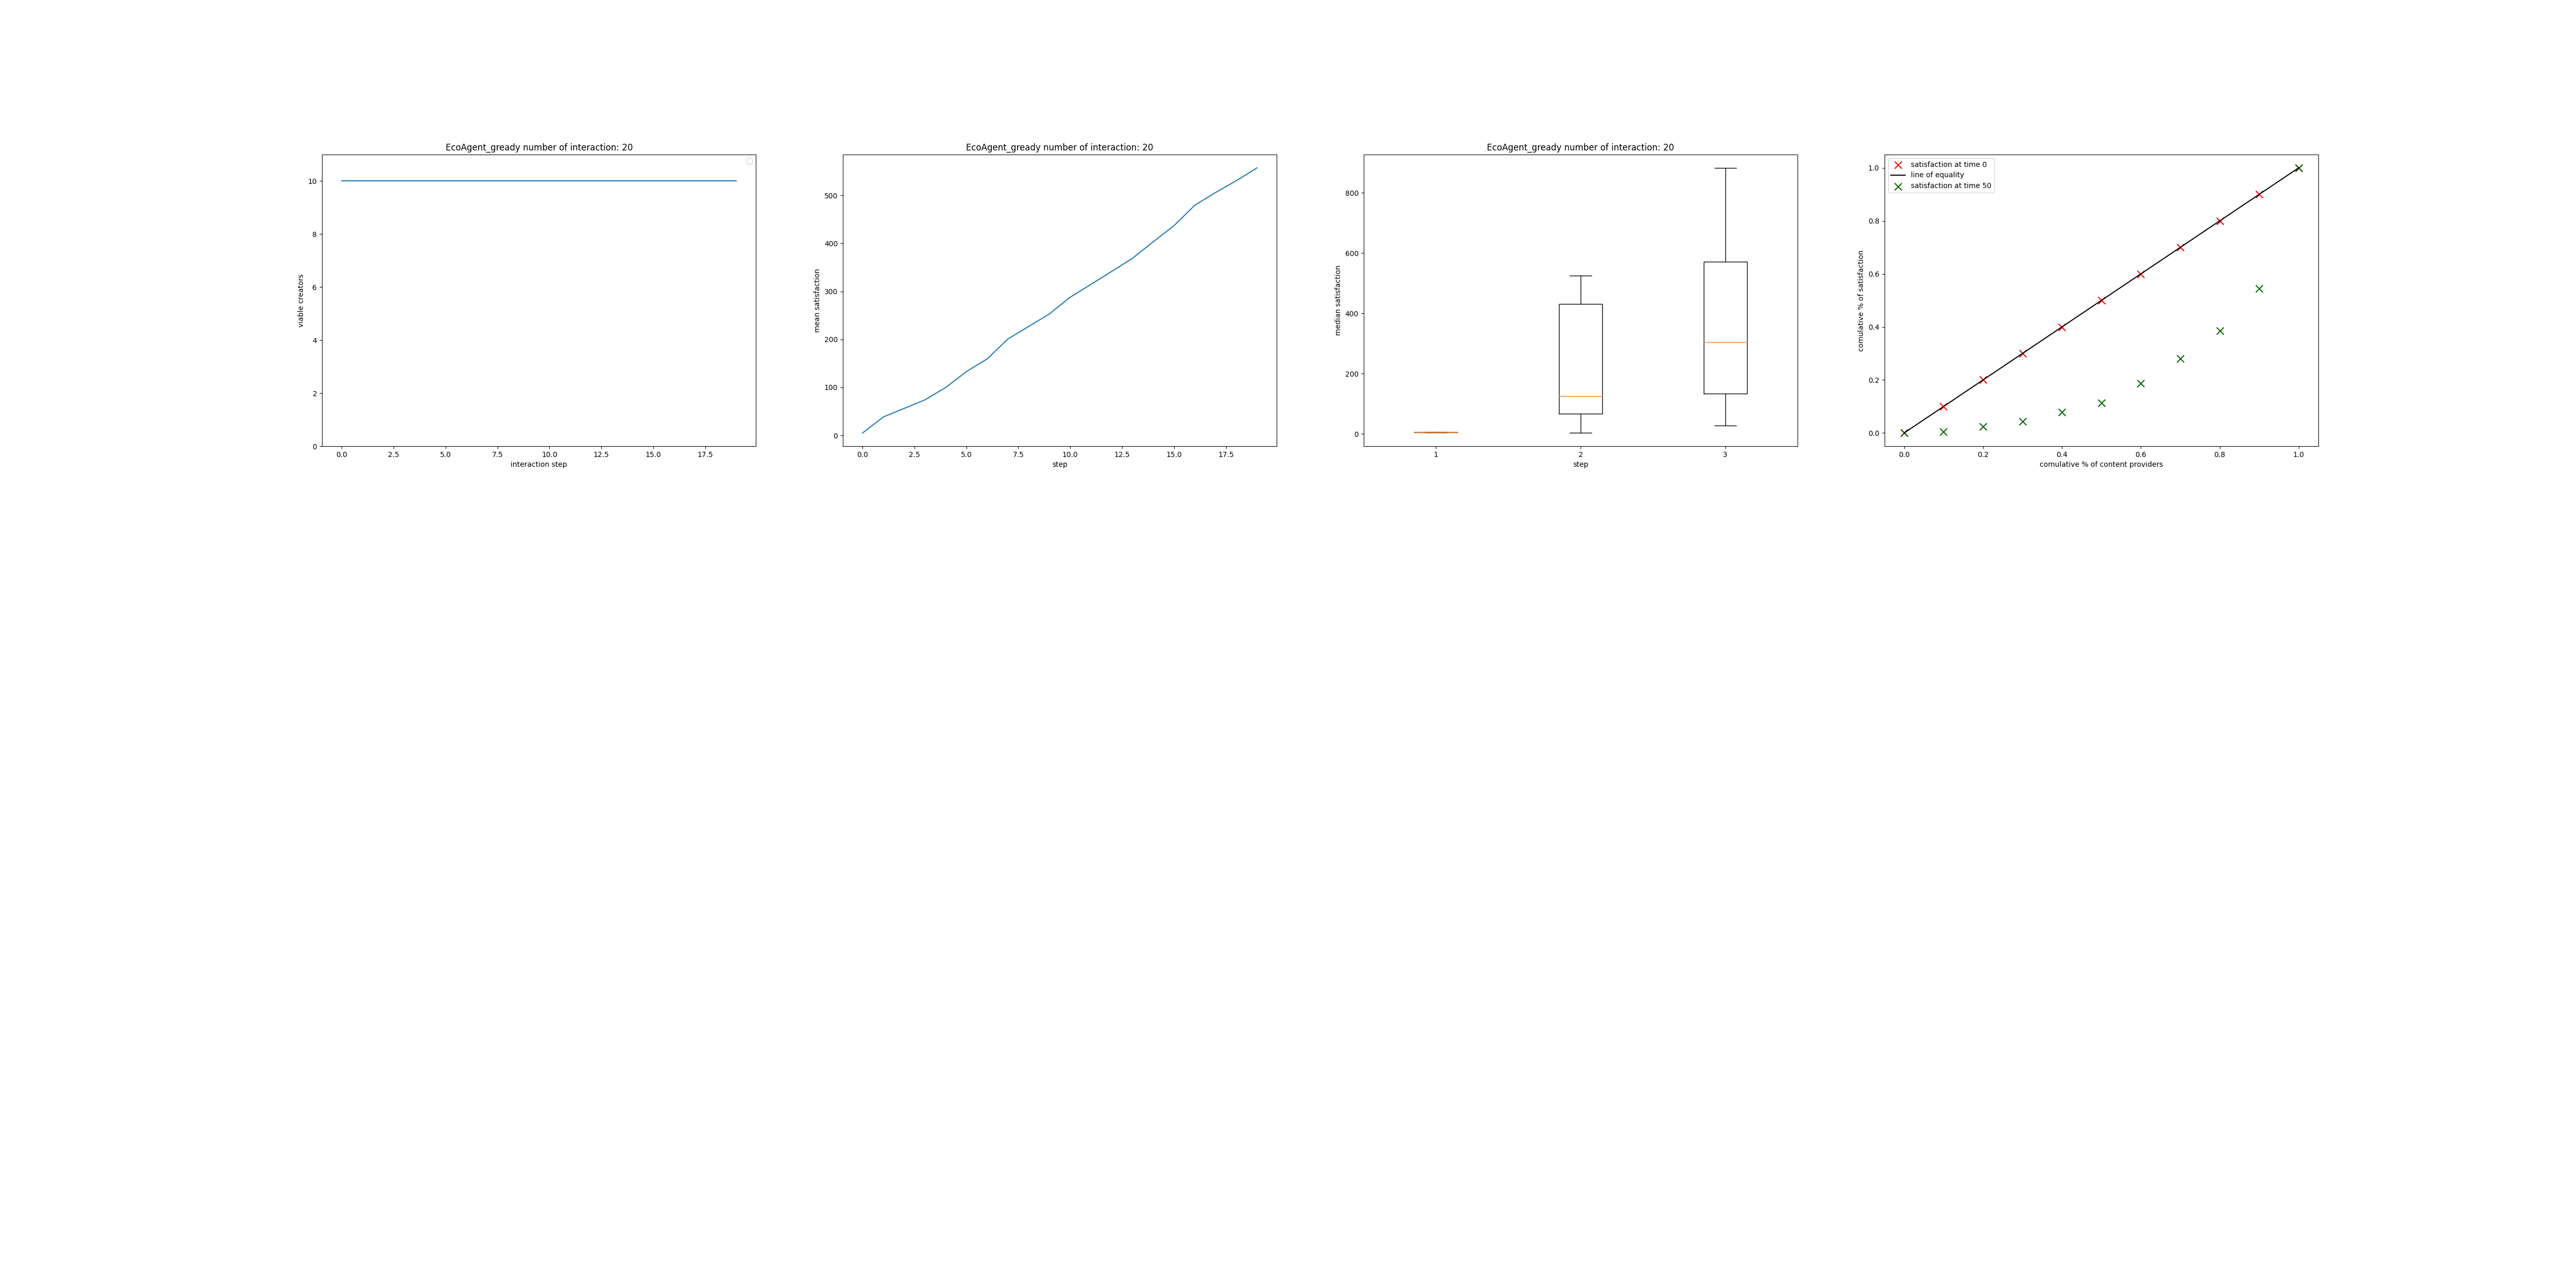 EcoAgent_gready number of interaction: 20
viable creators
10
8
6
4
2
0
0.0 2.5 5.0 7.5 10.0 12.5 15.0 17.5
interaction step
EcoAgent_gready number of interaction: 20
mean satisfaction
500
400
300
200
100
0
0.0 2.5 5.0 7.5 10.0 12.5 15.0 17.5
step
EcoAgent_gready number of interaction: 20
median satisfaction
800
600
400
200
0
1 2 3
step
satisfaction at time 0
line of equality
satisfaction at time 50
comulative % of satisfaction
1.0
0.8
0.6
0.4
0.2
0.0
0.0 0.2 0.4 0.6 0.8 1.0
comulative % of content providers